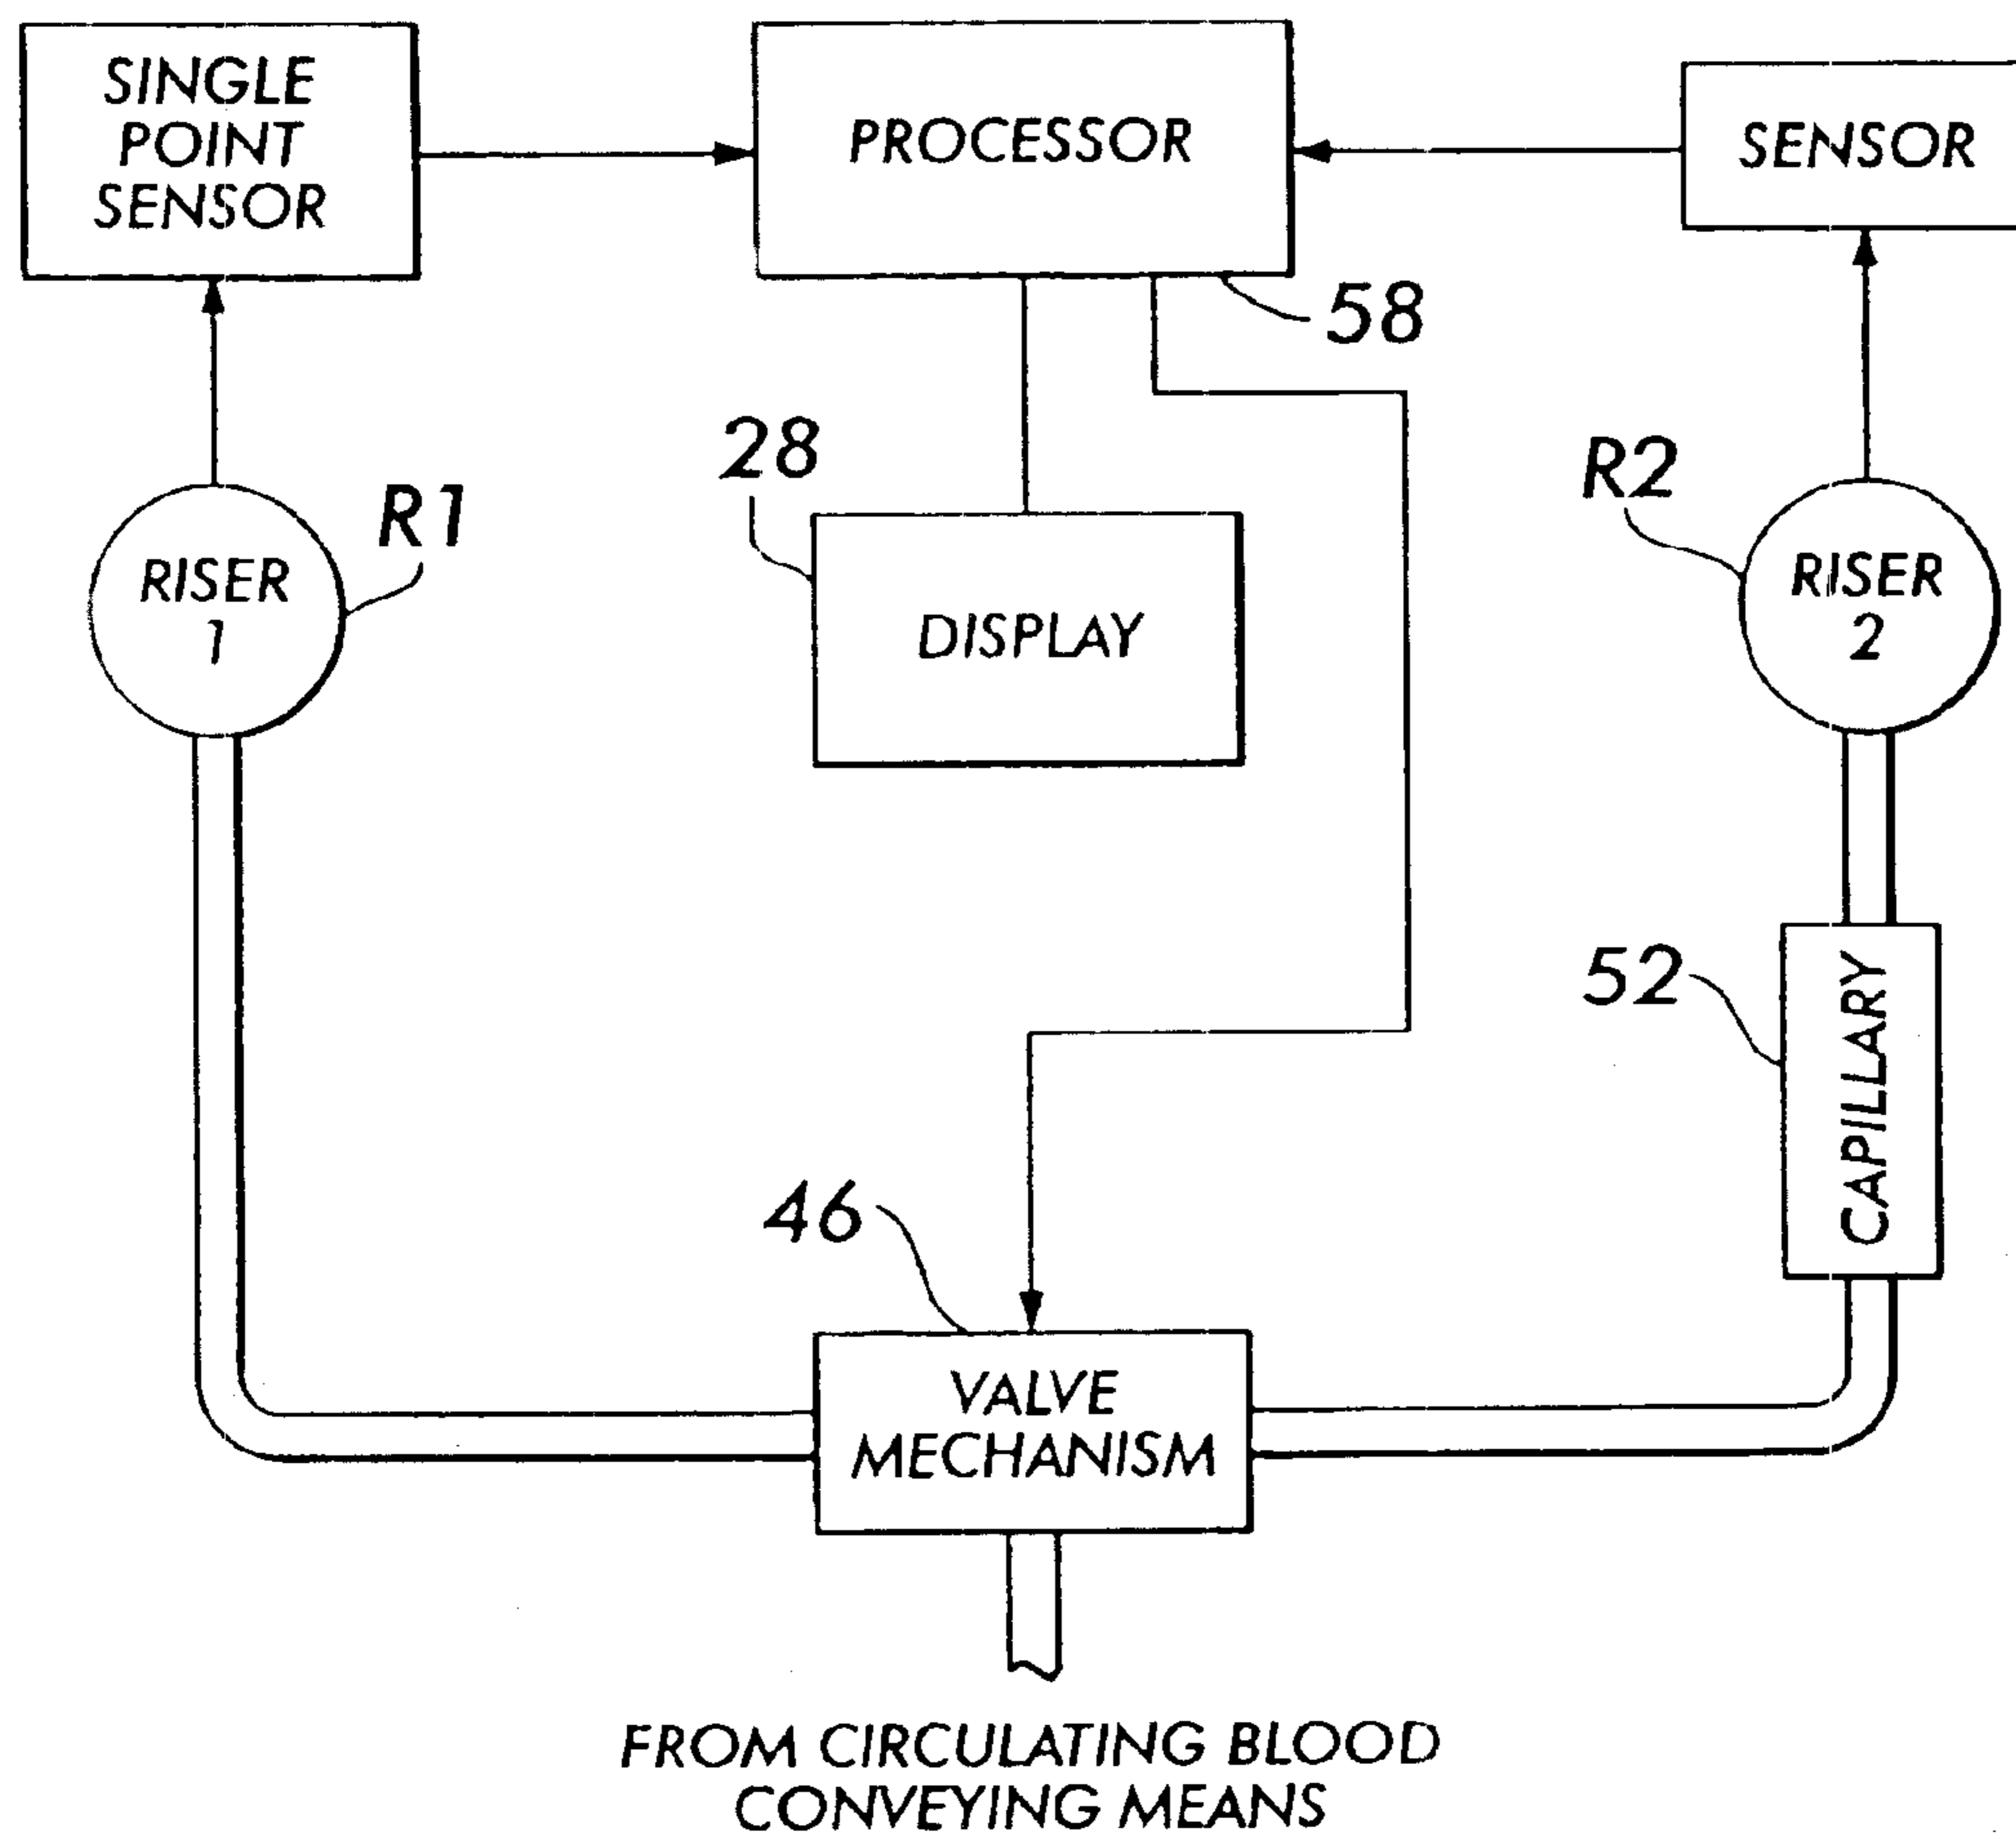 SINGLE
POINT
SENSOR
PROCESSOR
SENSOR
58
28
R1
R2
RISER
1
DISPLAY
RISER
2
52
CAPILLARY
46
VALVE
MECHANISM
FROM CIRCULATING BLOOD
CONVEYING MEANS